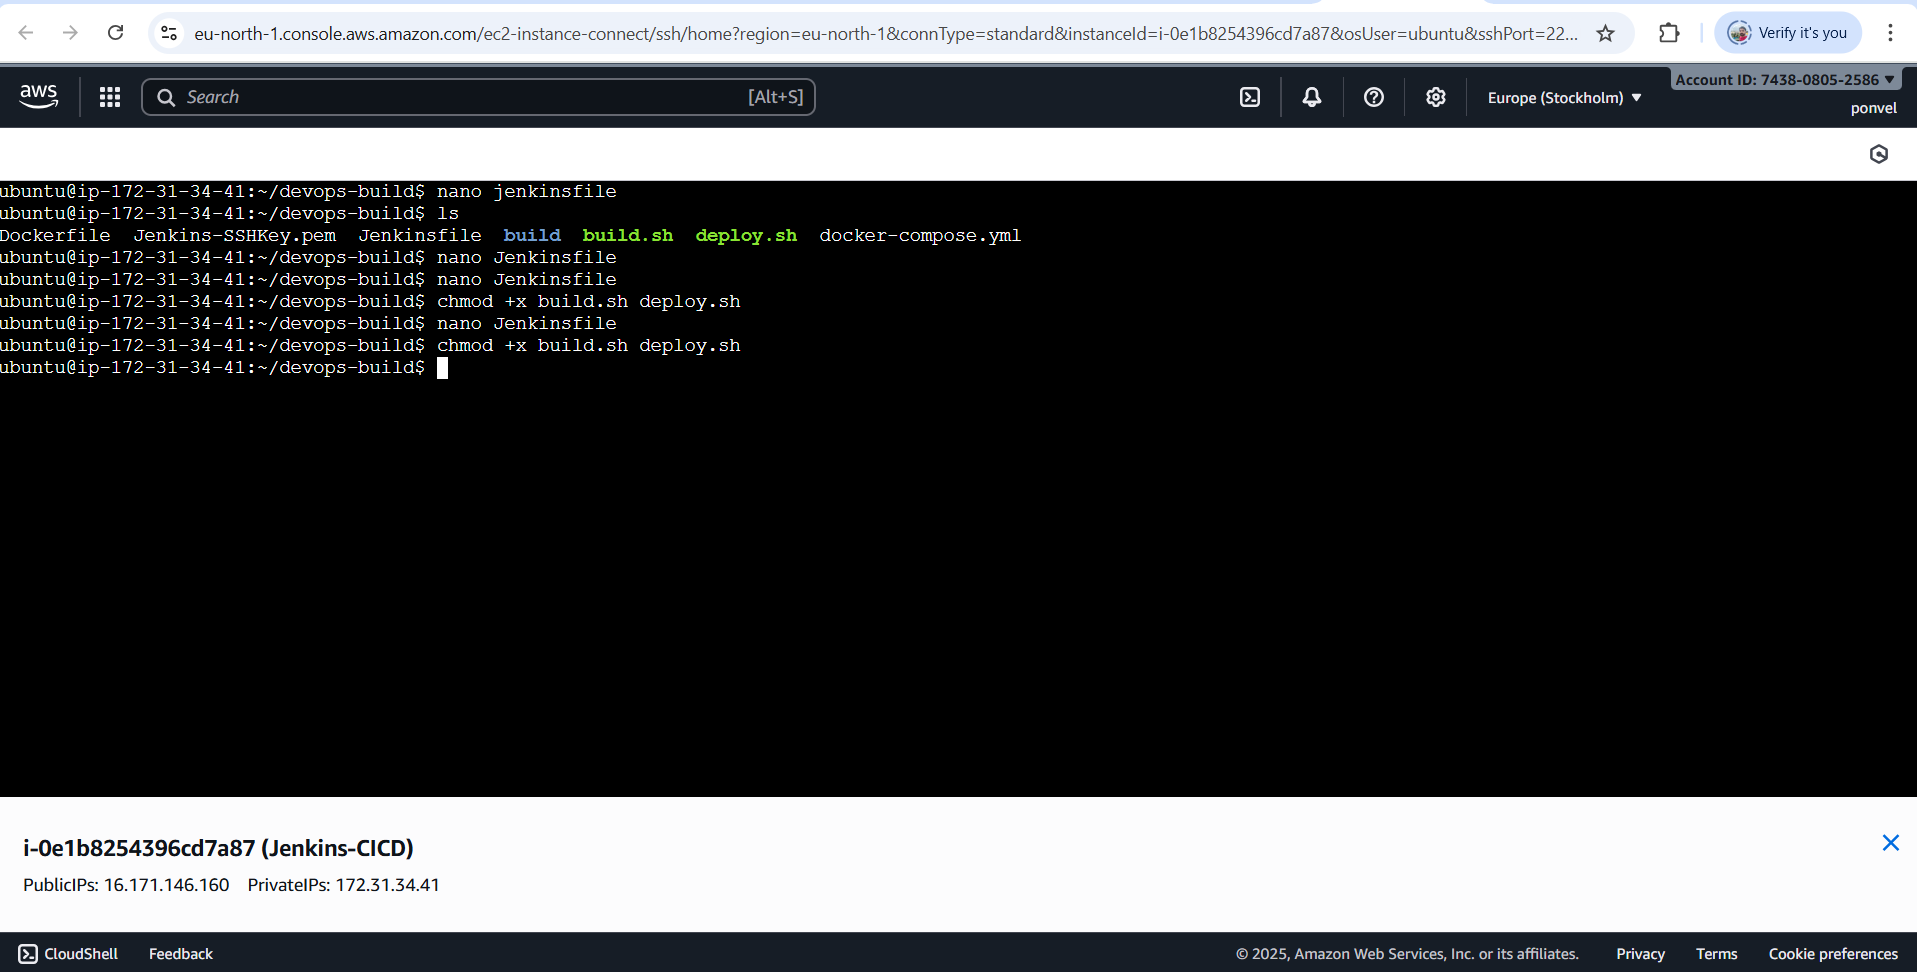 eu-north-1.console.aws.amazon.com/ec2-instance-connect/ssh/home?region=eu-north-1&connType=standard&instanceId=i-0e1b8254396cd7a87&osUser=ubuntu&sshPort=22...
Verify it's you
aws
Search
[Alt+S]
Europe (Stockholm)
Account ID: 7438-0805-2586
ponvel
ubuntu@ip-172-31-34-41:~/devops-build$ nano jenkinsfile
ubuntu@ip-172-31-34-41:~/devops-build$ ls
Dockerfile  Jenkins-SSHKey.pem  Jenkinsfile  build  build.sh  deploy.sh  docker-compose.yml
ubuntu@ip-172-31-34-41:~/devops-build$ nano Jenkinsfile
ubuntu@ip-172-31-34-41:~/devops-build$ nano Jenkinsfile
ubuntu@ip-172-31-34-41:~/devops-build$ chmod +x build.sh deploy.sh
ubuntu@ip-172-31-34-41:~/devops-build$ nano Jenkinsfile
ubuntu@ip-172-31-34-41:~/devops-build$ chmod +x build.sh deploy.sh
ubuntu@ip-172-31-34-41:~/devops-build$
i-0e1b8254396cd7a87 (Jenkins-CICD)
PublicIPs: 16.171.146.160 PrivateIPs: 172.31.34.41
CloudShell Feedback © 2025, Amazon Web Services, Inc. or its affiliates. Privacy Terms Cookie preferences